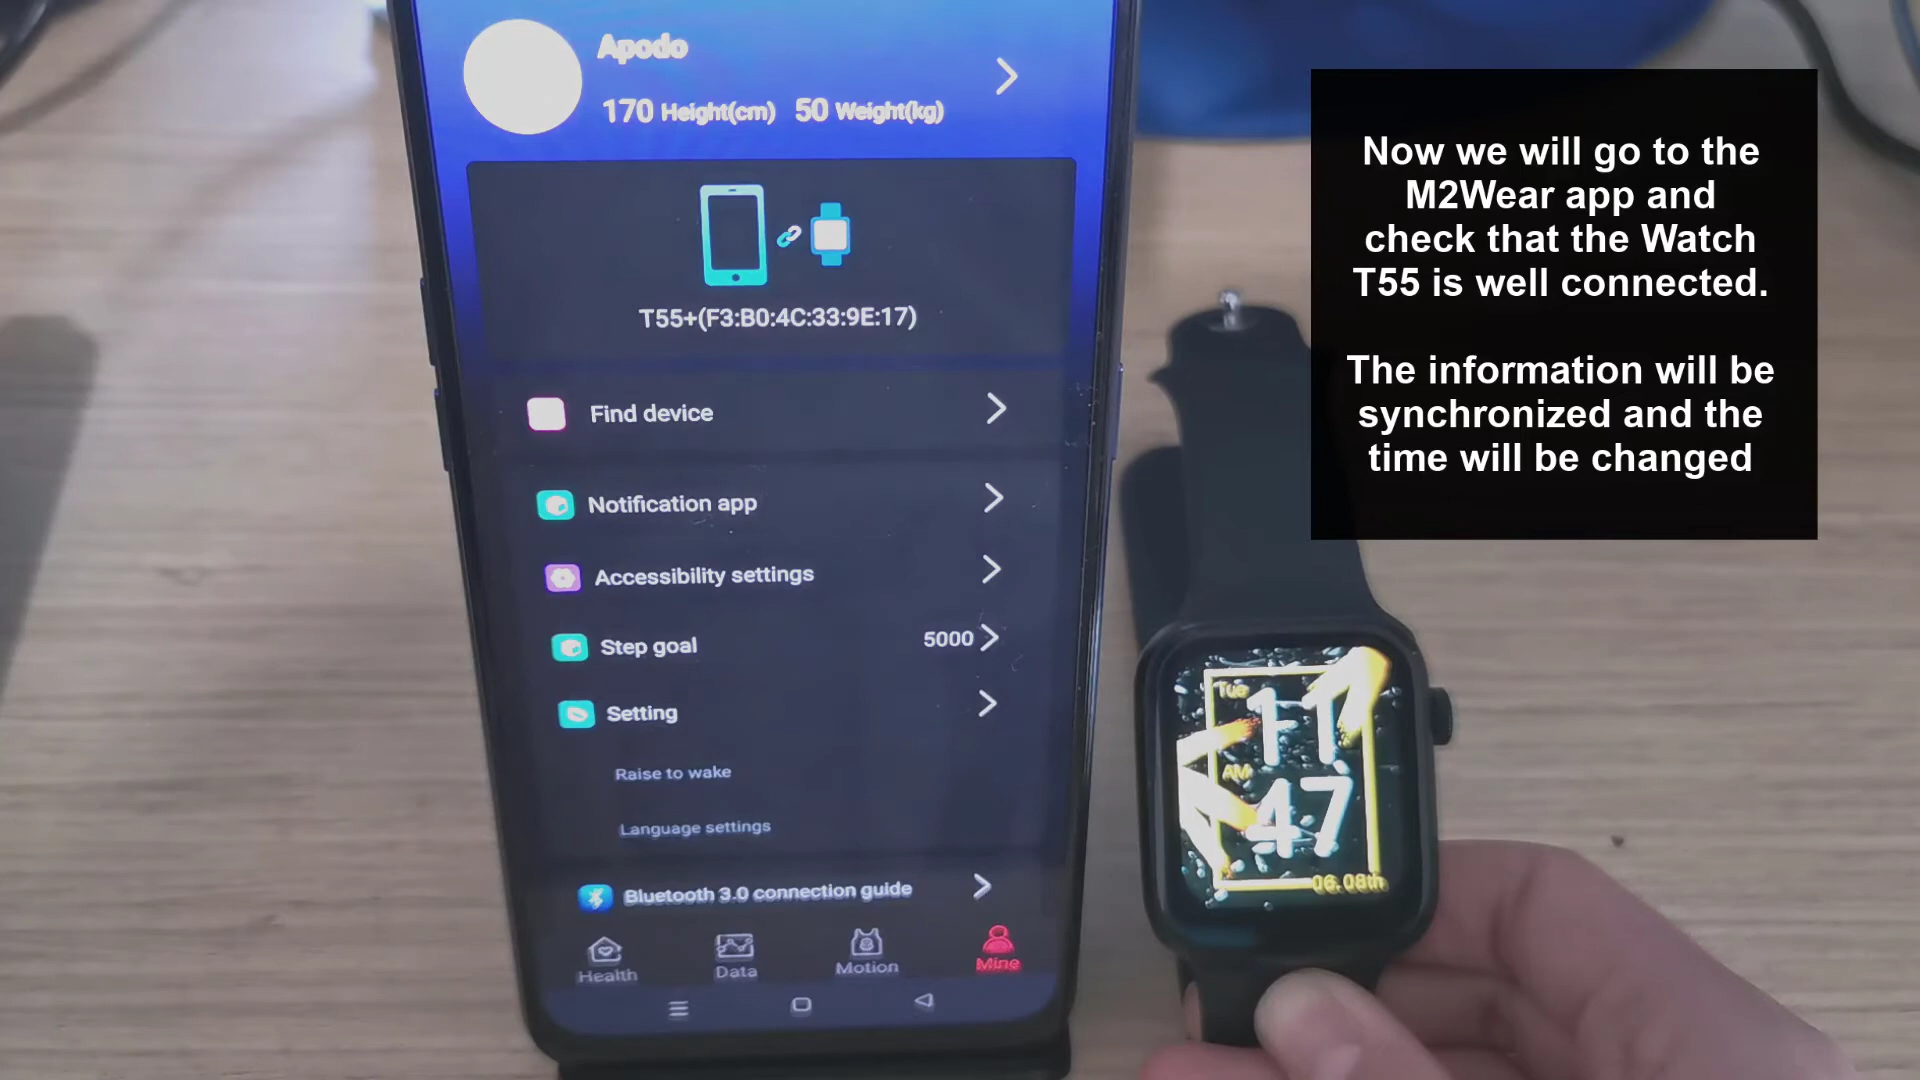 Apodo
170 Height(cm) 50 Weight(kg)
T55+(F3:B0:4C:33:9E:17)
Find device
Notification app
Accessibility settings
Step goal 5000
Setting
Raise to wake
Language settings
Bluetooth 3.0 connection guide
Health Data Motion Mine
Now we will go to the
M2Wear app and
check that the Watch
T55 is well connected.
The information will be
synchronized and the
time will be changed
Tue
11
AM
47
06.08th